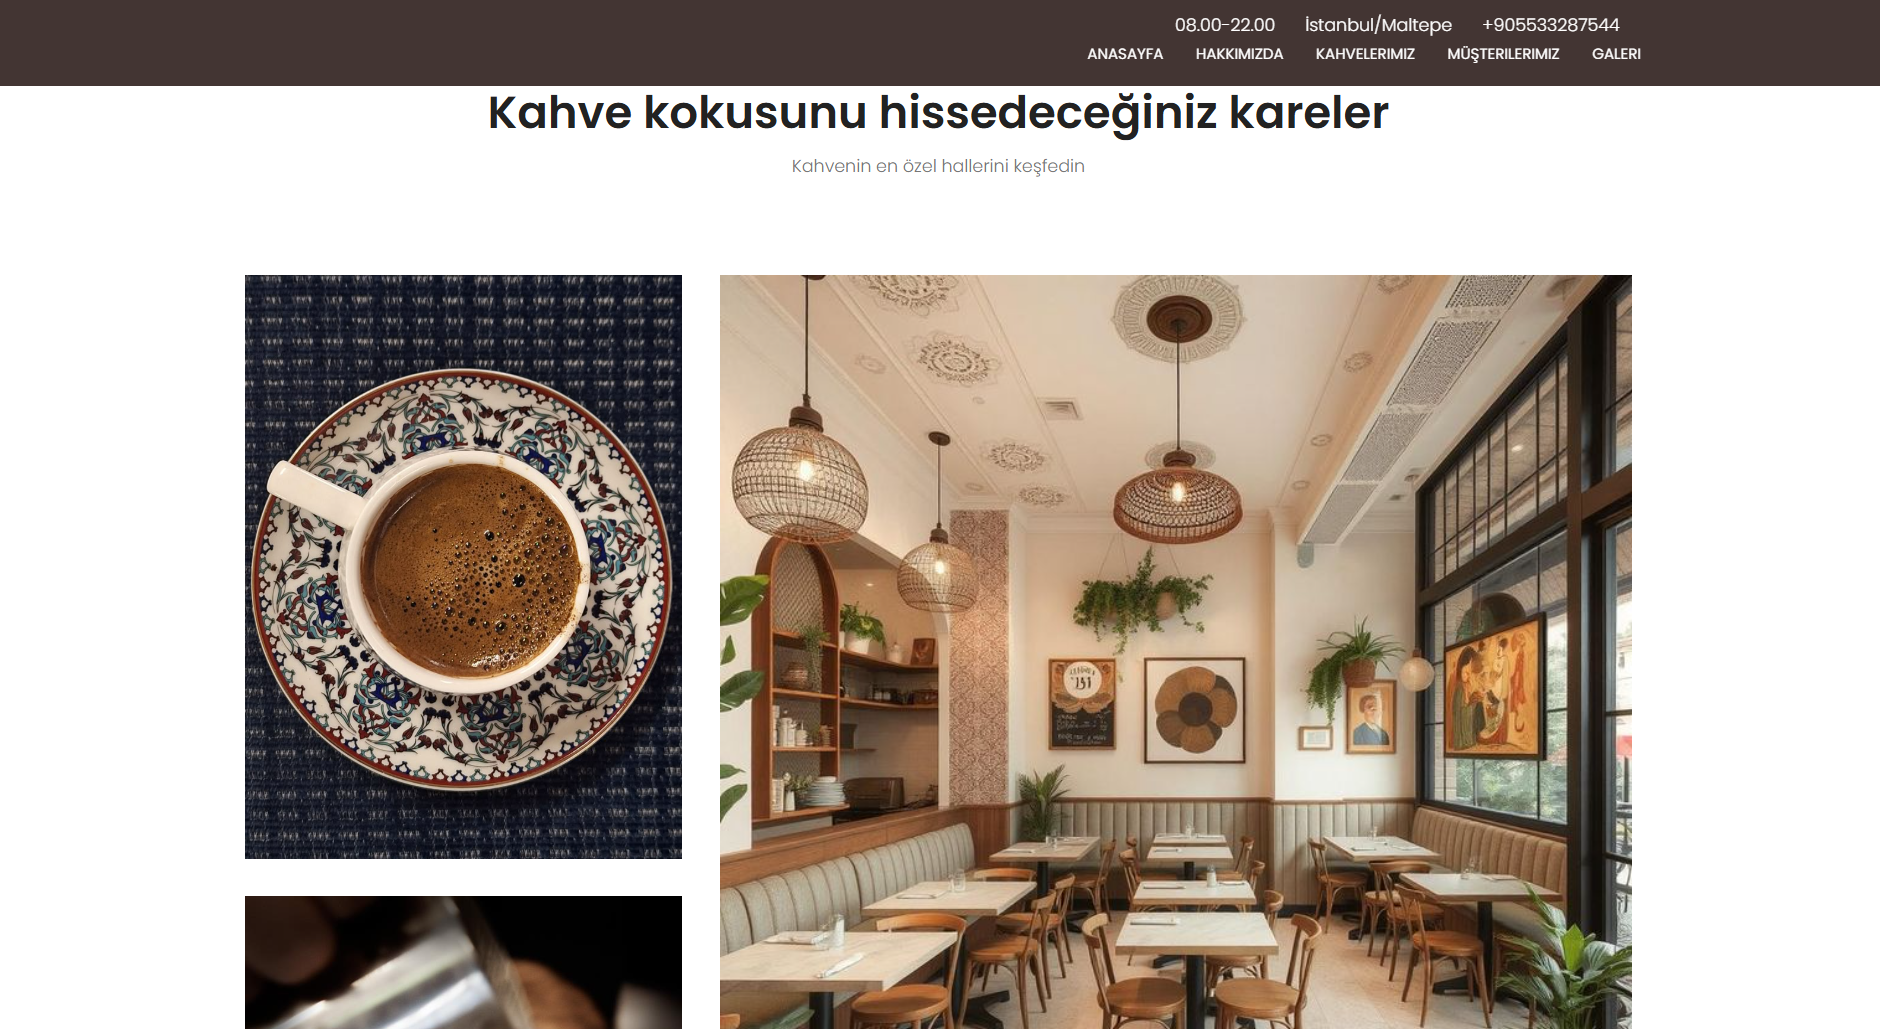 08.00-22.00 İstanbul/Maltepe +905533287544
ANASAYFA HAKKIMIZDA KAHVELERIMIZ MÜŞTERILERIMIZ GALERI
Kahve kokusunu hissedeceğiniz kareler
Kahvenin en özel hallerini keşfedin